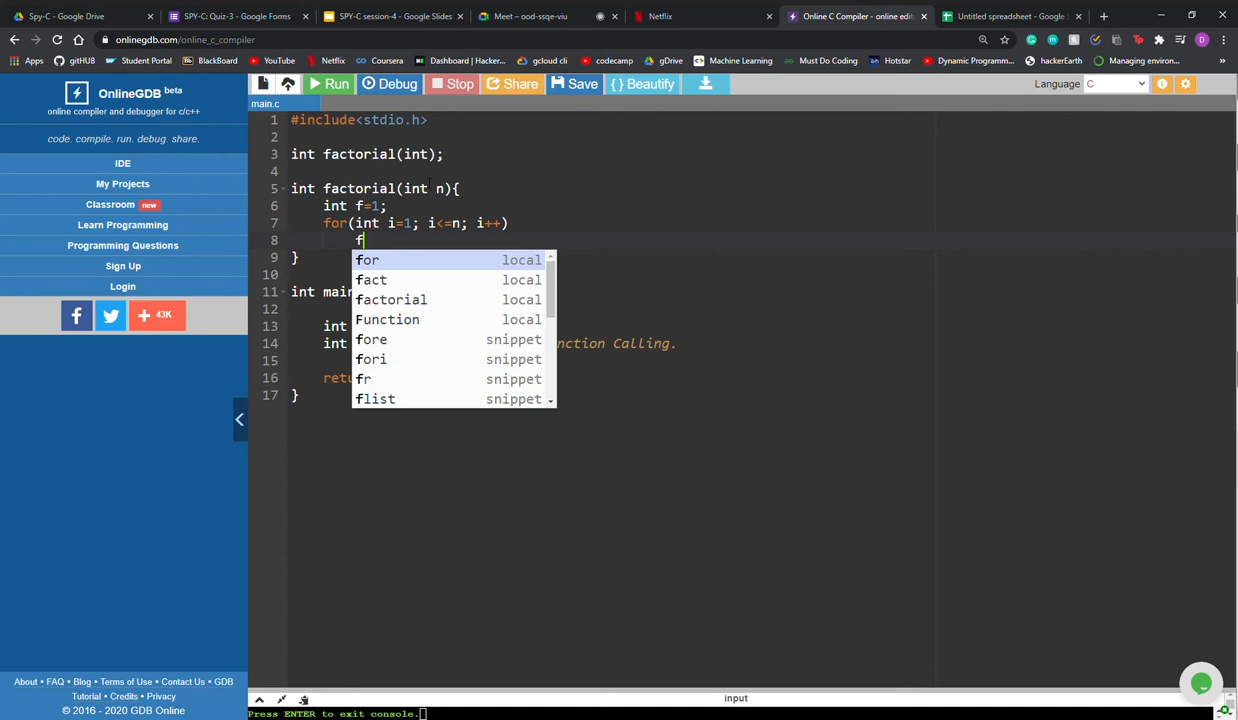 Spy-C - Google Drive
SPY-C: Quiz-3 - Google Forms
SPY-C session-4 - Google Slides
Meet – ood-ssqe-viu
Netflix
Online C Compiler - online edit
Untitled spreadsheet - Google S
onlinegdb.com/online_c_compiler
Apps
gitHUB
Student Portal
BlackBoard
YouTube
Netflix
Coursera
Dashboard | Hacker...
gcloud cli
codecamp
gDrive
Machine Learning
Must Do Coding
Hotstar
Dynamic Programm...
hackerEarth
Managing environ...
»
OnlineGDB beta
online compiler and debugger for c/c++
code. compile. run. debug. share.
IDE
My Projects
Classroom new
Learn Programming
Programming Questions
Sign Up
Login
43K
About • FAQ • Blog • Terms of Use • Contact Us • GDB
Tutorial • Credits • Privacy
© 2016 - 2020 GDB Online
Run
Debug
Stop
Share
Save
{ } Beautify
Language C
main.c
1 #include<stdio.h>
2
3 int factorial(int);
4
5 int factorial(int n){
6 int f=1;
7 for(int i=1; i<=n; i++)
8 f
9 }
10
11 int main
12
13 int
14 int nction Calling.
15
16 retu
17 }
for local
fact local
factorial local
Function local
fore snippet
fori snippet
fr snippet
flist snippet
input
Press ENTER to exit console.